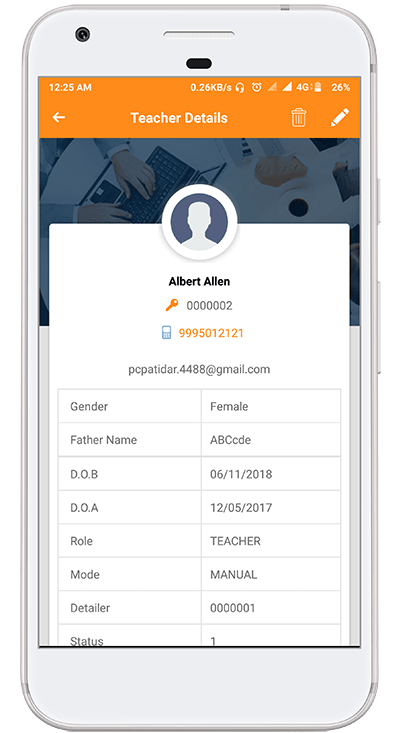 12:25 AM 0.26KB/s 4G 26%
Teacher Details
Albert Allen
0000002
9995012121
pcpatidar.4488@gmail.com
Gender Female
Father Name ABCcde
D.O.B 06/11/2018
D.O.A 12/05/2017
Role TEACHER
Mode MANUAL
Detailer 0000001
Status 1